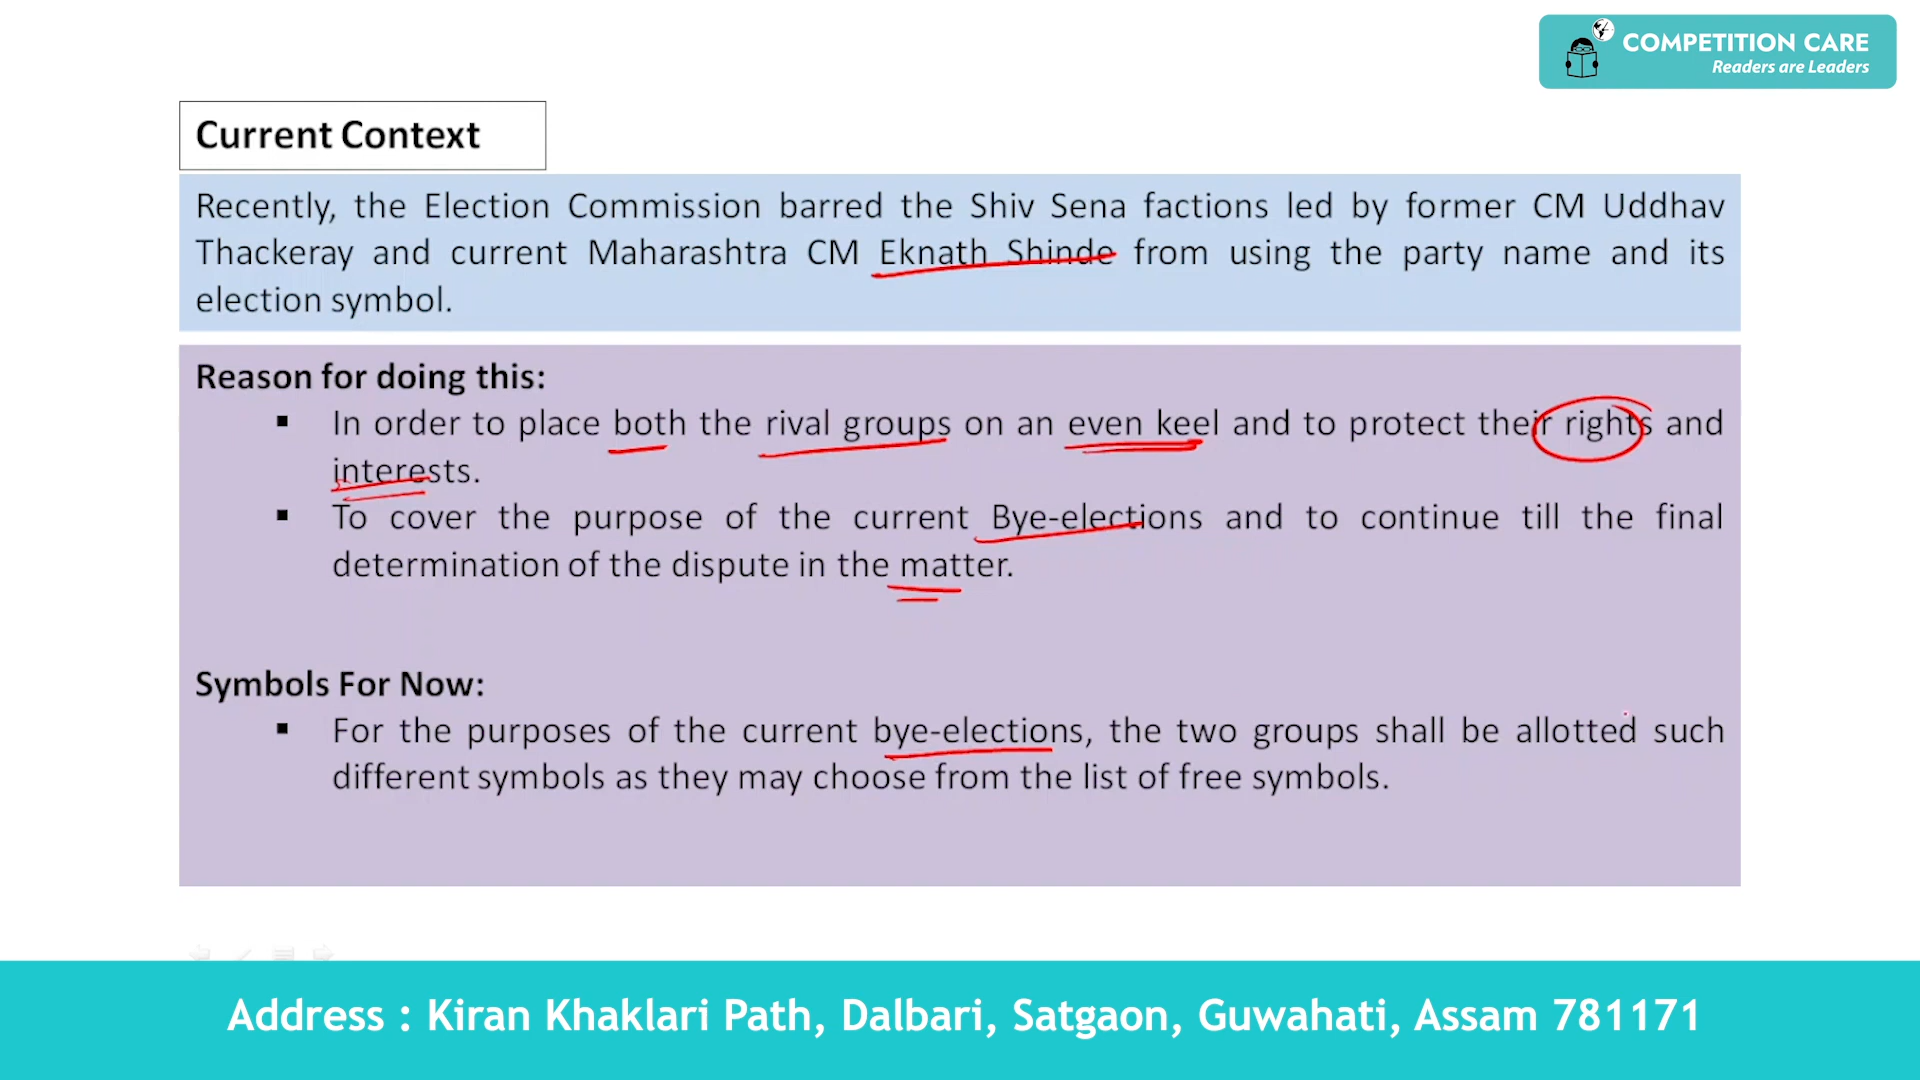 COMPETITION CARE
Readers are Leaders
Current Context
Recently, the Election Commission barred the Shiv Sena factions led by former CM Uddhav
Thackeray and current Maharashtra CM Eknath Shinde from using the party name and its
election symbol.
Reason for doing this:
▪ In order to place both the rival groups on an even keel and to protect their rights and
interests.
▪ To cover the purpose of the current Bye-elections and to continue till the final
determination of the dispute in the matter.
Symbols For Now:
▪ For the purposes of the current bye-elections, the two groups shall be allotted such
different symbols as they may choose from the list of free symbols.
Address : Kiran Khaklari Path, Dalbari, Satgaon, Guwahati, Assam 781171